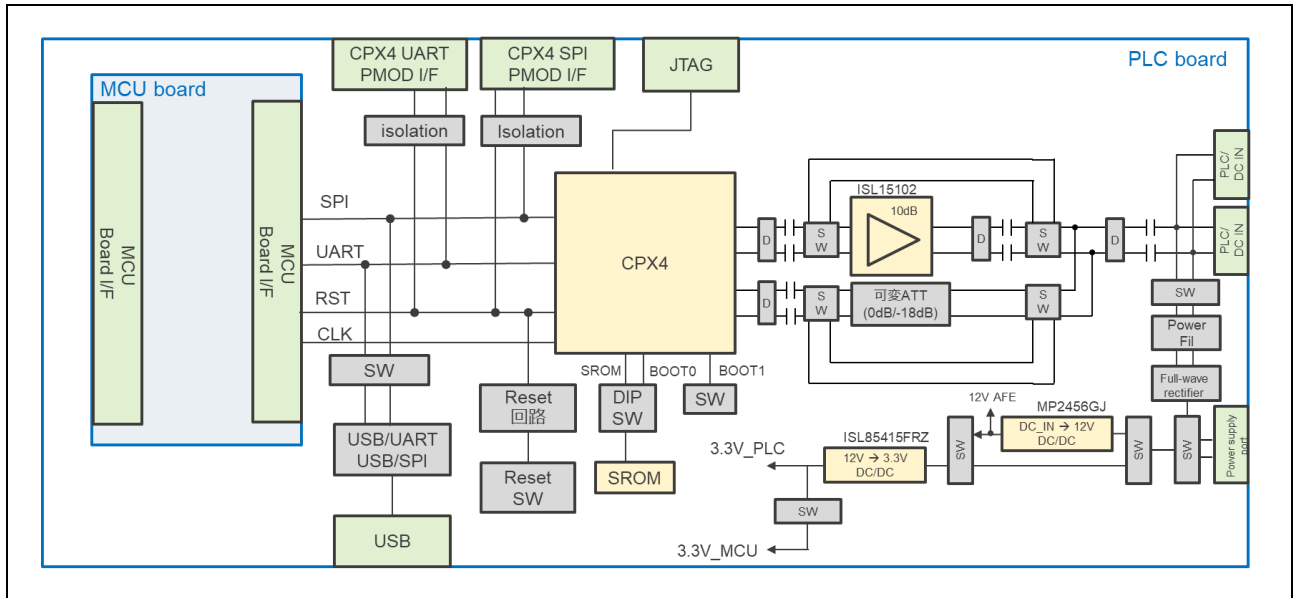 PLC board
CPX4 UART
PMOD I/F
CPX4 SPI
PMOD I/F
JTAG
MCU board
isolation
Isolation
PLC/
DC IN
PLC/
DC IN
MCU
Board I/F
MCU
Board I/F
SPI
UART
RST
CLK
CPX4
ISL15102
10dB
D
S
W
D
S
W
D
D
S
W
可変ATT
(0dB/-18dB)
S
W
SW
Power
Fil
Full-wave
rectifier
SW
USB/UART
USB/SPI
USB
Reset
回路
Reset
SW
SROM
BOOT0
BOOT1
DIP
SW
SW
SROM
12V AFE
MP2456GJ
DC_IN → 12V
DC/DC
ISL85415FRZ
12V → 3.3V
DC/DC
SW
SW
SW
Power supply
port
3.3V_PLC
SW
3.3V_MCU